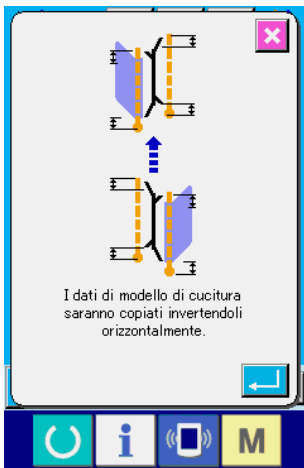 I dati di modello di cucitura
saranno copiati invertendoli
orizzontalmente.
i
M